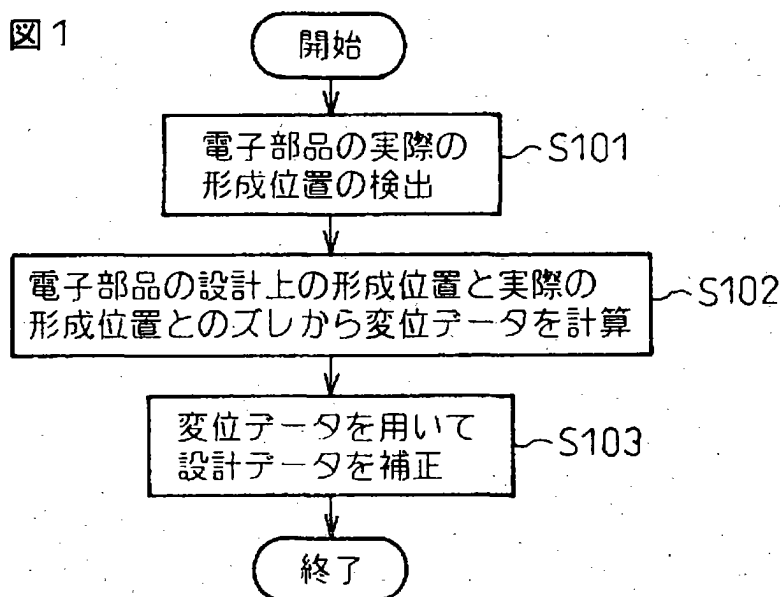 図1
開始
電子部品の実際の
形成位置の検出
S101
電子部品の設計上の形成位置と実際の
形成位置とのズレから変位データを計算
S102
変位データを用いて
設計データを補正
S103
終了